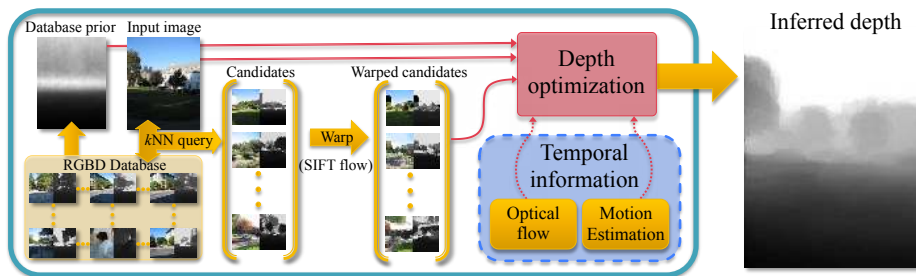 Database prior
Input image
Candidates
Warped candidates
kNN query
RGBD Database
Warp
(SIFT flow)
Depth
optimization
Temporal
information
Optical
flow
Motion
Estimation
Inferred depth